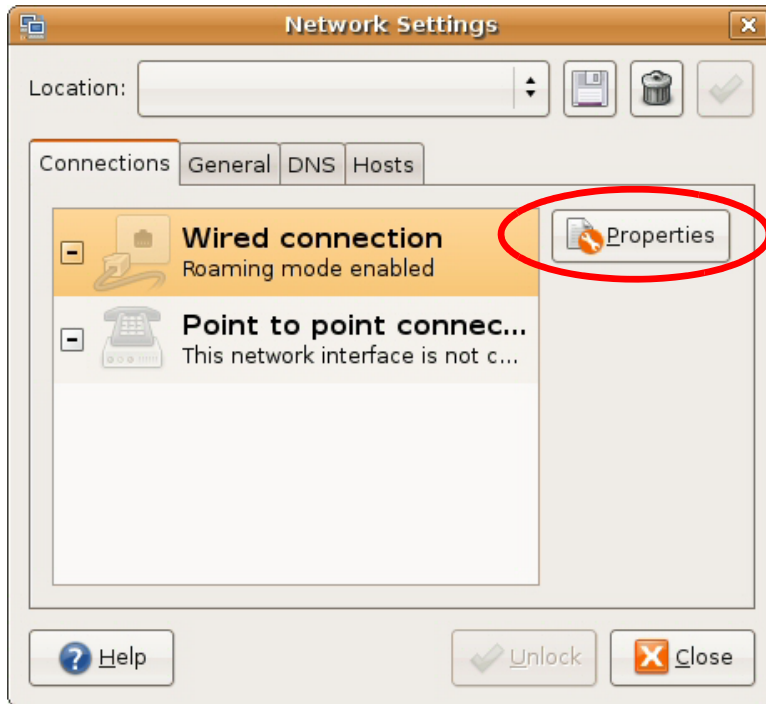 Network Settings
Location:
Connections General DNS Hosts
Wired connection
Roaming mode enabled
Properties
Point to point connec...
This network interface is not c...
Help Unlock Close